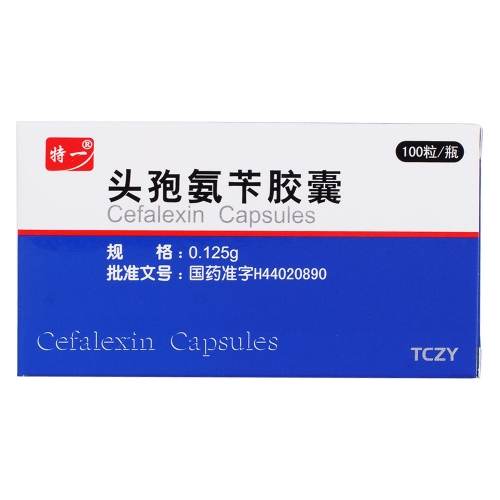 特一®
100粒/瓶
头孢氨苄胶囊
Cefalexin Capsules
规 格：0.125g
批准文号：国药准字H44020890
Cefalexin Capsules
TCZY